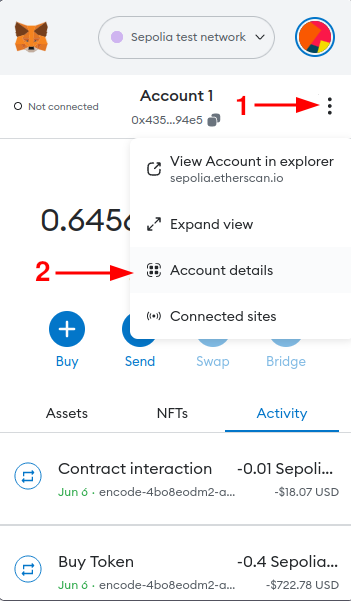 Sepolia test network
Not connected
Account 1
1
0x435...94e5
View Account in explorer
sepolia.etherscan.io
0.6456
Expand view
2
Account details
Connected sites
Buy
Send
Swap
Bridge
Assets
NFTs
Activity
Contract interaction
-0.01 Sepoli...
Jun 6 · encode-4bo8eodm2-a...
-$18.07 USD
Buy Token
-0.4 Sepolia...
Jun 6 · encode-4bo8eodm2-a...
-$722.78 USD